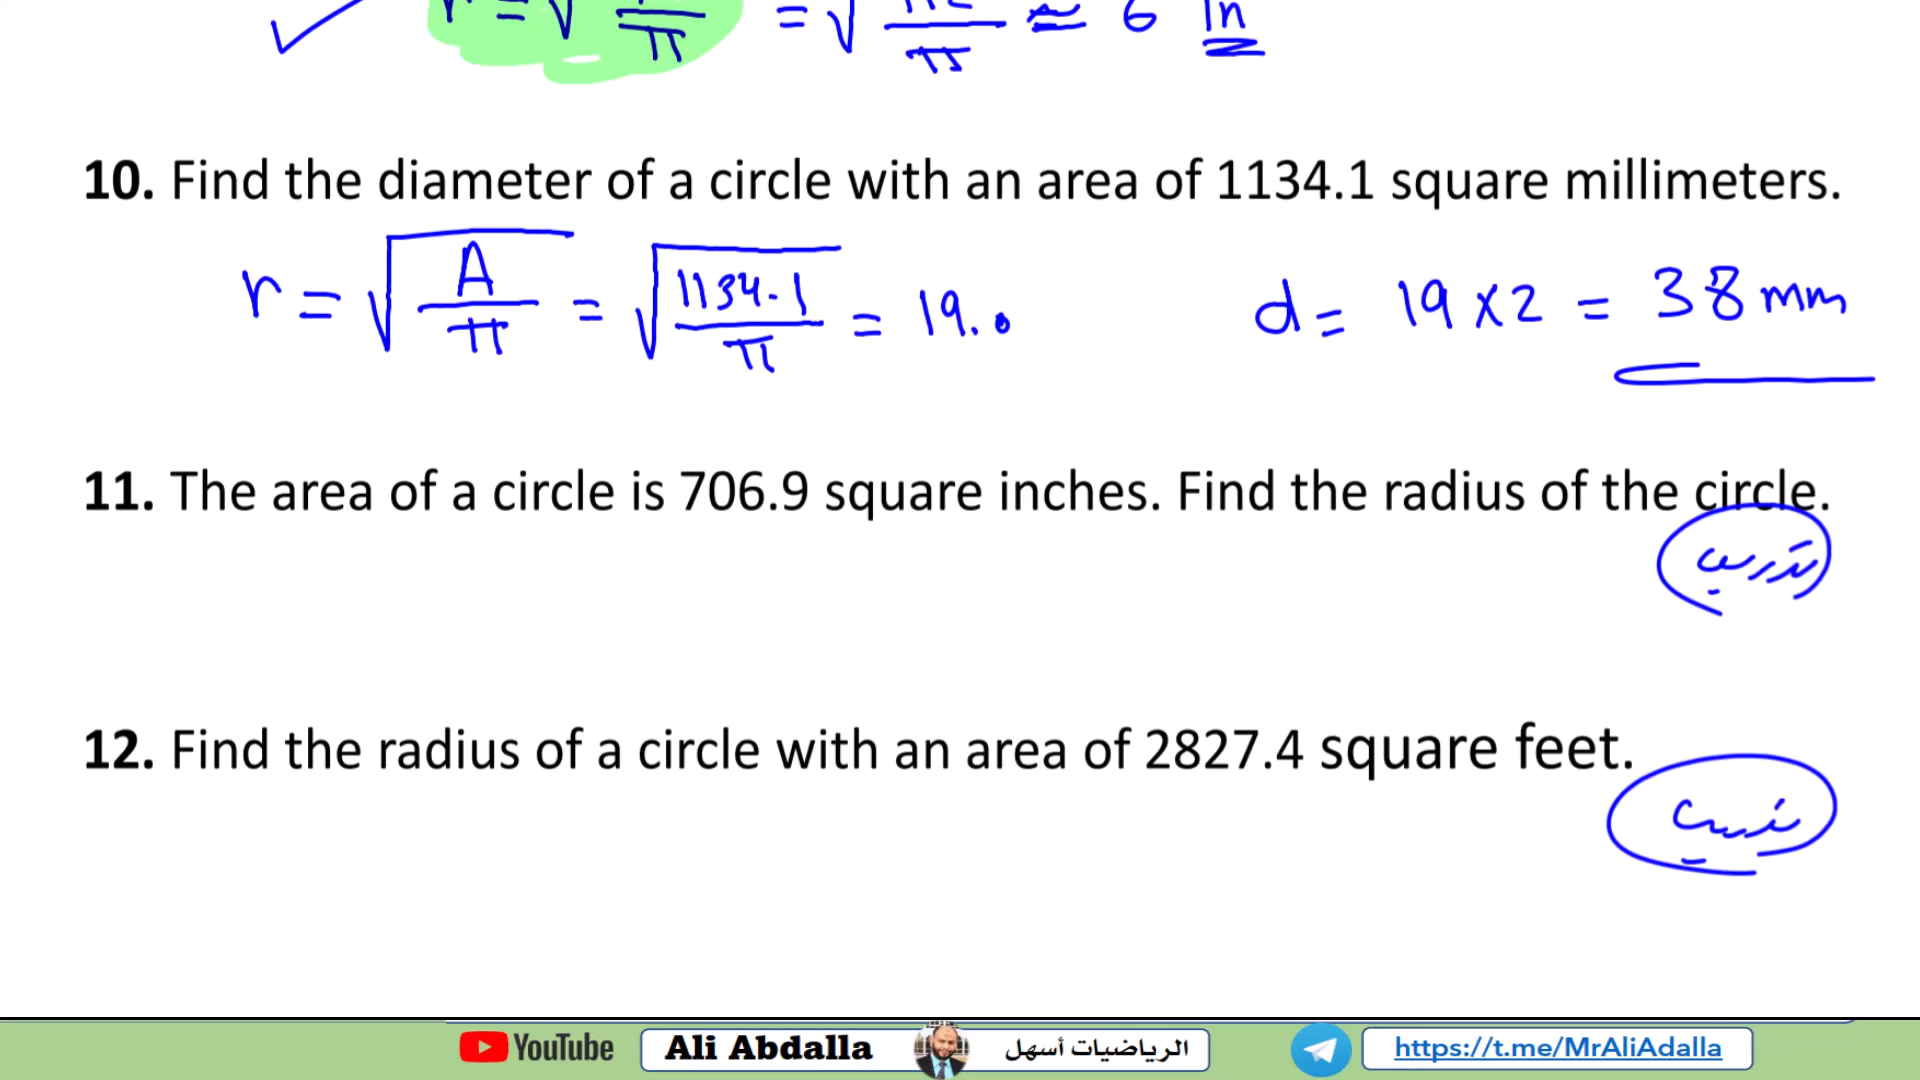 = √ π = √ π ≈ 6 in
10. Find the diameter of a circle with an area of 1134.1 square millimeters.
r = √ A/π = √ 1134.1/π = 19. d = 19 x 2 = 38 mm
11. The area of a circle is 706.9 square inches. Find the radius of the circle.
تدريب
12. Find the radius of a circle with an area of 2827.4 square feet.
YouTube Ali Abdalla الرياضيات أسهل https://t.me/MrAliAdalla